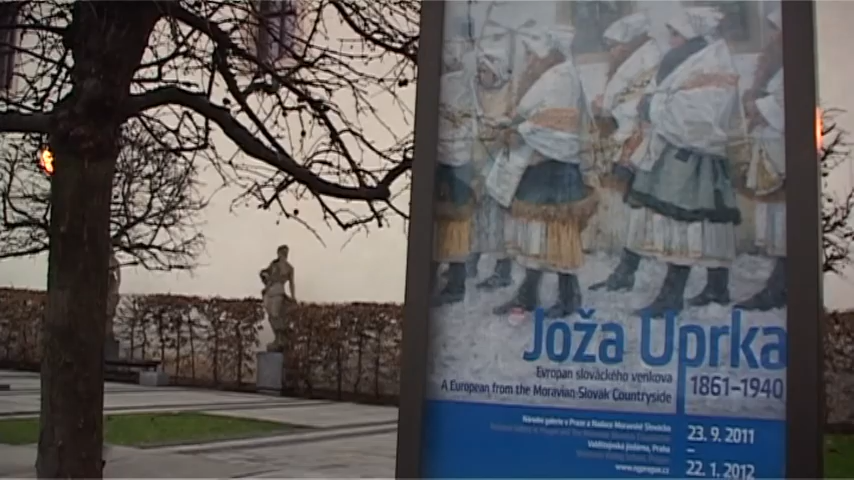 Joža Uprka
Evropan slováckého venkova
1861–1940
A European from the Moravian-Slovak Countryside
Národní galerie v Praze a Nadace Moravské Slovácko
23. 9. 2011
–
Valdštejnská jízdárna, Praha
22. 1. 2012
www.ngprague.cz